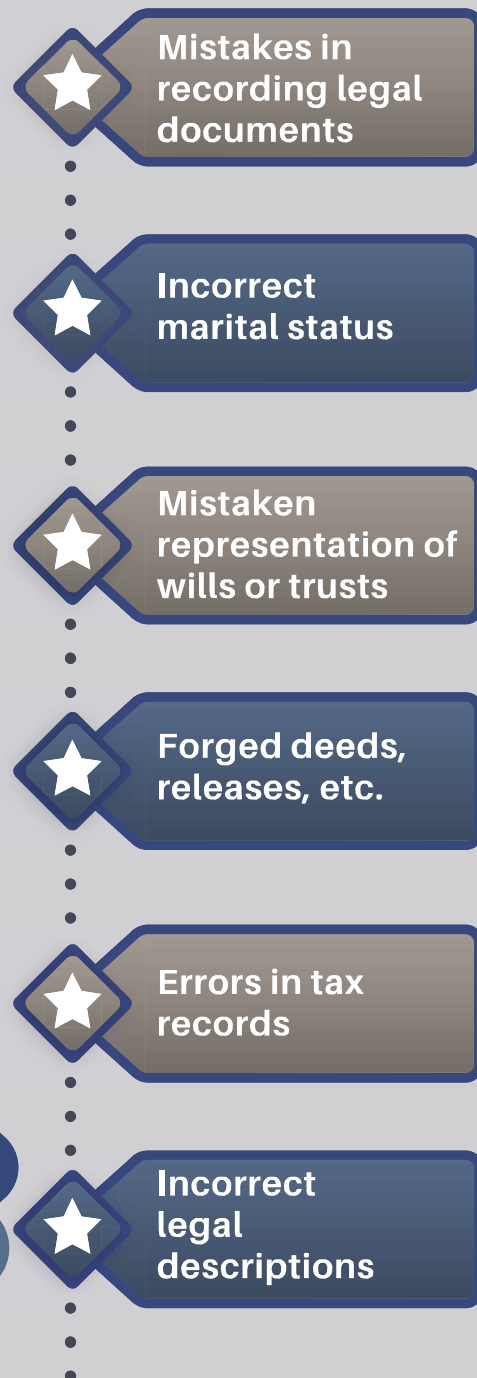 Mistakes in
recording legal
documents
Incorrect
marital status
Mistaken
representation of
wills or trusts
Forged deeds,
releases, etc.
Errors in tax
records
Incorrect
legal
descriptions